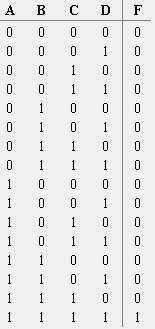 A B C D F
0 0 0 0 0
0 0 0 1 0
0 0 1 0 0
0 0 1 1 0
0 1 0 0 0
0 1 0 1 0
0 1 1 0 0
0 1 1 1 0
1 0 0 0 0
1 0 0 1 0
1 0 1 0 0
1 0 1 1 0
1 1 0 0 0
1 1 0 1 0
1 1 1 0 0
1 1 1 1 1